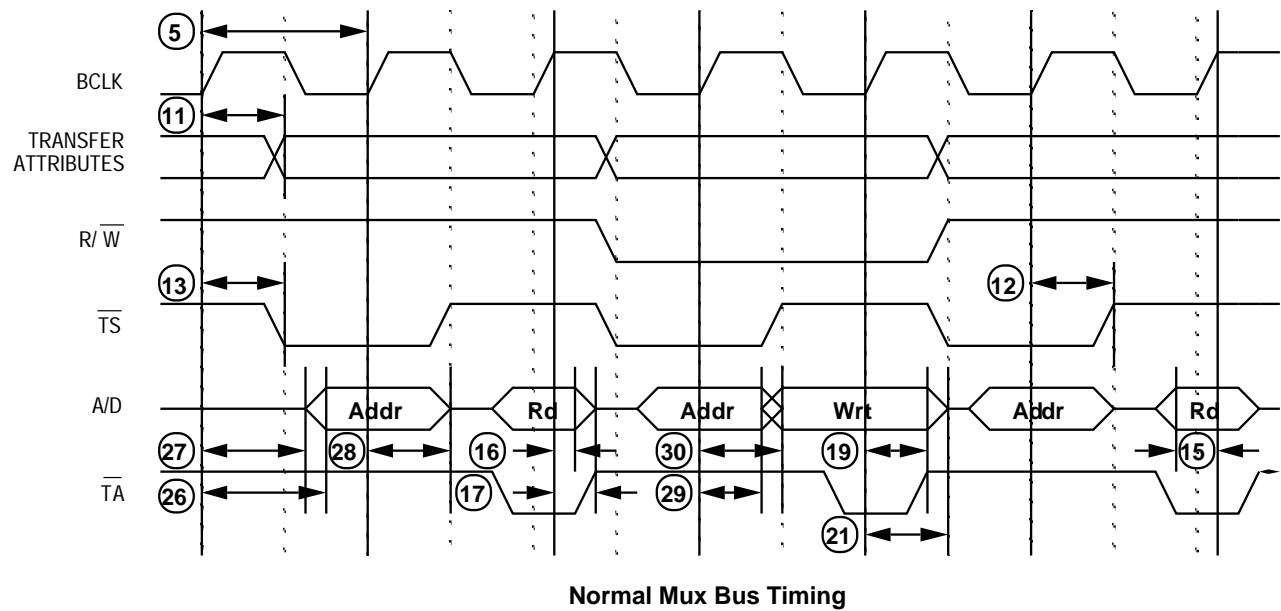 5
BCLK
11
TRANSFER
ATTRIBUTES
R/ W
13
12
TS
A/D
Addr
Rd
Addr
Wrt
Addr
Rd
27
28
16
30
19
15
TA
26
17
29
21
Normal Mux Bus Timing